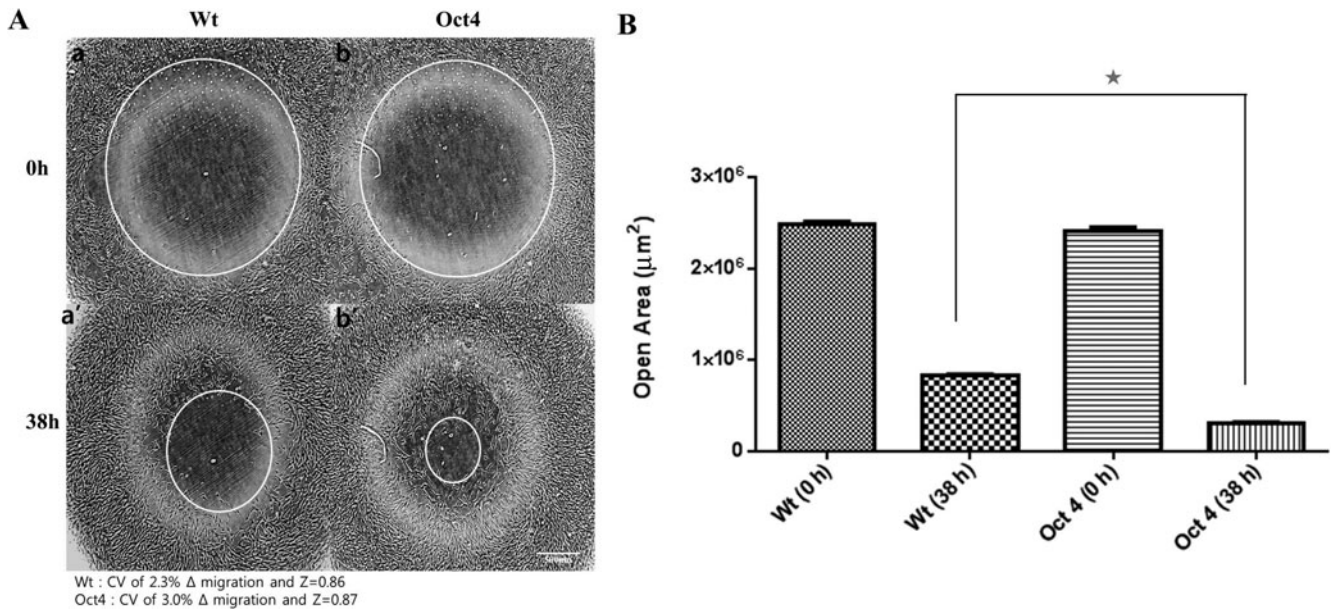 A
Wt
Oct4
a
b
0h
a′
b′
38h
Wt : CV of 2.3% Δ migration and Z=0.86
Oct4 : CV of 3.0% Δ migration and Z=0.87
B
★
Open Area (μm²)
3×10⁶
2×10⁶
1×10⁶
0
Wt (0 h)
Wt (38 h)
Oct 4 (0 h)
Oct 4 (38 h)